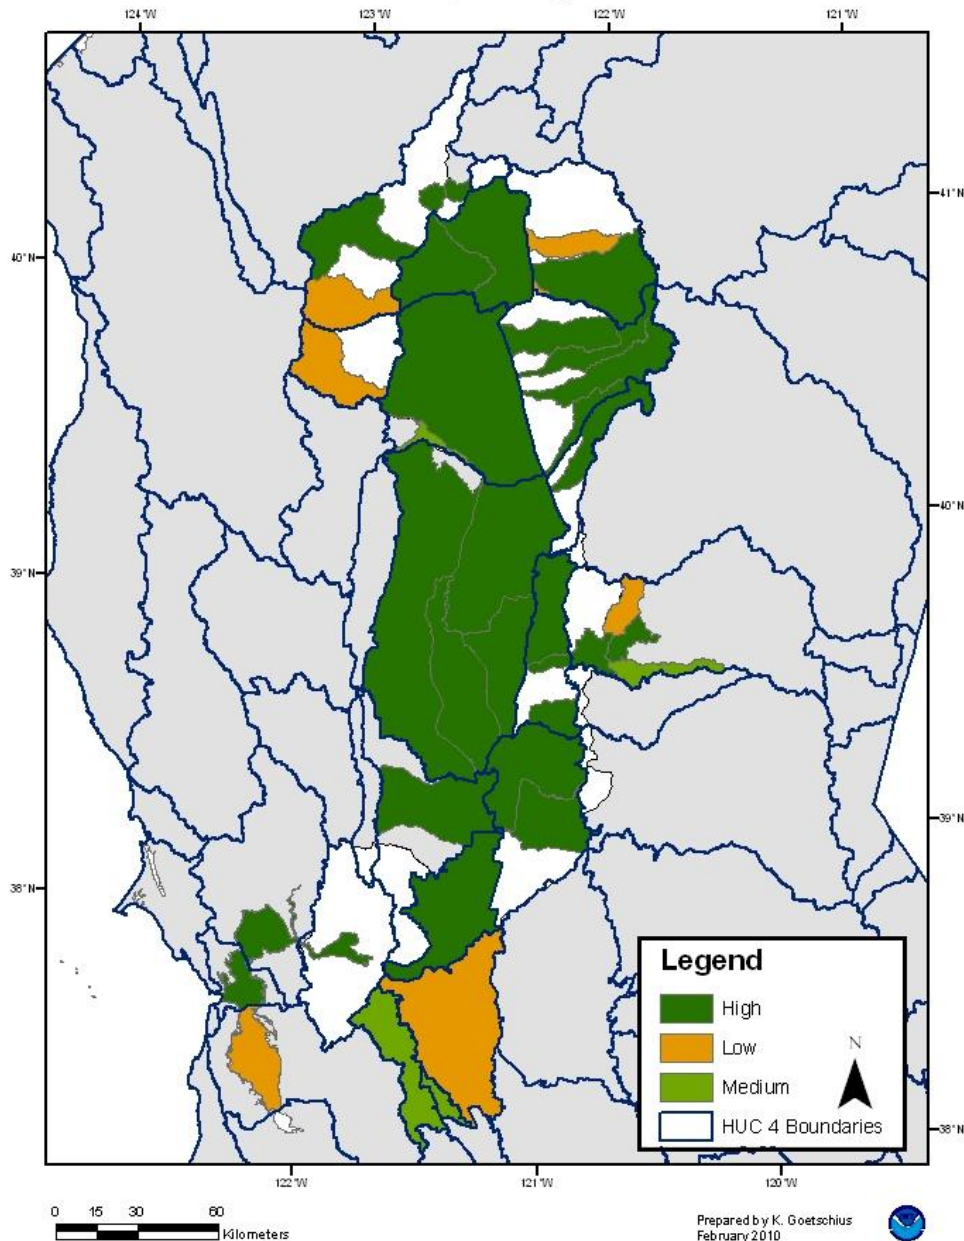 124°W 123°W 122°W 121°W
41°N
40°N
40°N
39°N
39°N
38°N
38°N
Legend
High
Low
Medium
HUC 4 Boundaries
N
122°W 121°W 120°W
0 15 30 60
Kilometers
Prepared by K. Goetschius
February 2010